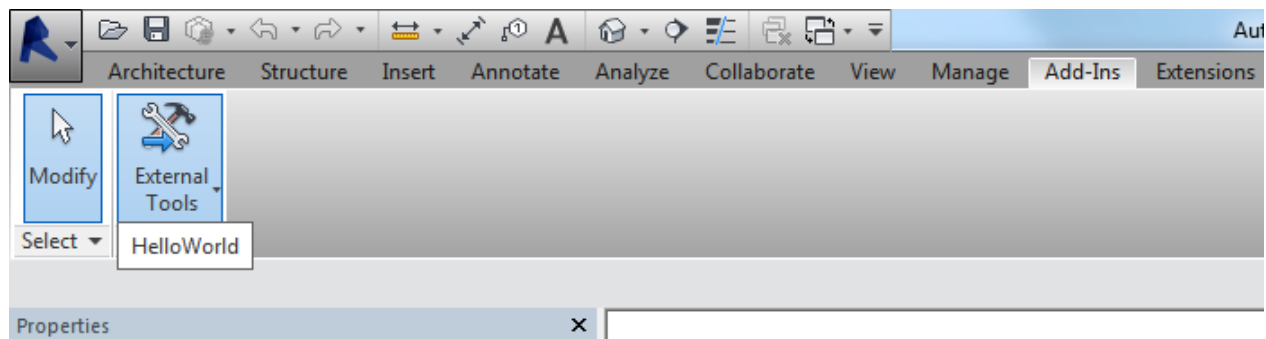 Aut
Architecture Structure Insert Annotate Analyze Collaborate View Manage Add-Ins Extensions
Modify
External
Tools
Select
HelloWorld
Properties